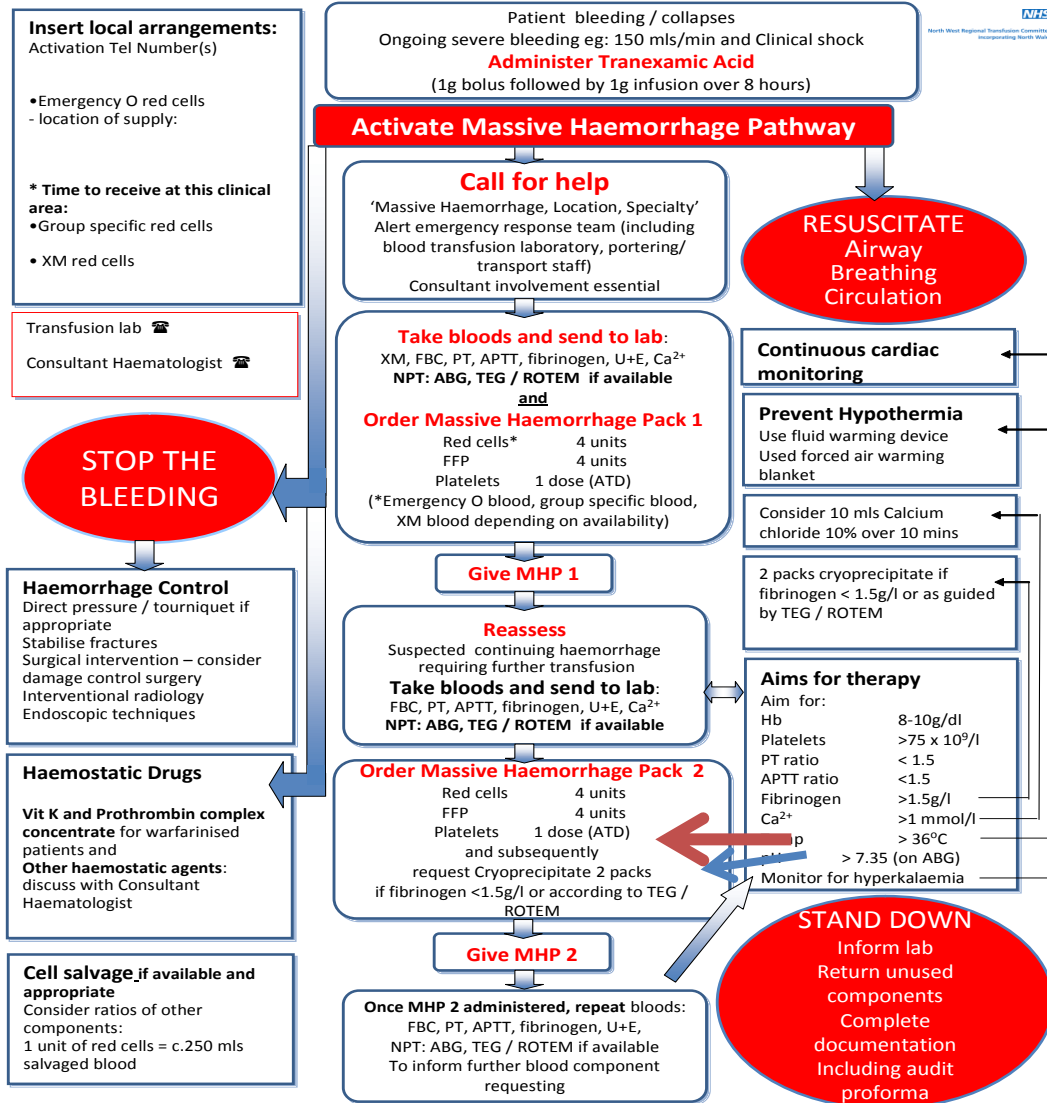 Insert local arrangements:
Activation Tel Number(s)
•Emergency O red cells
- location of supply:
* Time to receive at this clinical
area:
•Group specific red cells
• XM red cells
Transfusion lab ☎
Consultant Haematologist ☎
Patient bleeding / collapses
Ongoing severe bleeding eg: 150 mls/min and Clinical shock
Administer Tranexamic Acid
(1g bolus followed by 1g infusion over 8 hours)
NHS
North West Regional Transfusion Committee
incorporating North Wales
Activate Massive Haemorrhage Pathway
Call for help
‘Massive Haemorrhage, Location, Specialty’
Alert emergency response team (including
blood transfusion laboratory, portering/
transport staff)
Consultant involvement essential
RESUSCITATE
Airway
Breathing
Circulation
Take bloods and send to lab:
XM, FBC, PT, APTT, fibrinogen, U+E, Ca²⁺
NPT: ABG, TEG / ROTEM if available
and
Order Massive Haemorrhage Pack 1
Red cells* 4 units
FFP 4 units
Platelets 1 dose (ATD)
(*Emergency O blood, group specific blood,
XM blood depending on availability)
Give MHP 1
Reassess
Suspected continuing haemorrhage
requiring further transfusion
Take bloods and send to lab:
FBC, PT, APTT, fibrinogen, U+E, Ca²⁺
NPT: ABG, TEG / ROTEM if available
Order Massive Haemorrhage Pack 2
Red cells 4 units
FFP 4 units
Platelets 1 dose (ATD)
and subsequently
request Cryoprecipitate 2 packs
if fibrinogen <1.5g/l or according to TEG /
ROTEM
Give MHP 2
Once MHP 2 administered, repeat bloods:
FBC, PT, APTT, fibrinogen, U+E,
NPT: ABG, TEG / ROTEM if available
To inform further blood component
requesting
STOP THE
BLEEDING
Haemorrhage Control
Direct pressure / tourniquet if
appropriate
Stabilise fractures
Surgical intervention – consider
damage control surgery
Interventional radiology
Endoscopic techniques
Haemostatic Drugs
Vit K and Prothrombin complex
concentrate for warfarinised
patients and
Other haemostatic agents:
discuss with Consultant
Haematologist
Cell salvage if available and
appropriate
Consider ratios of other
components:
1 unit of red cells = c.250 mls
salvaged blood
Continuous cardiac
monitoring
Prevent Hypothermia
Use fluid warming device
Used forced air warming
blanket
Consider 10 mls Calcium
chloride 10% over 10 mins
2 packs cryoprecipitate if
fibrinogen < 1.5g/l or as guided
by TEG / ROTEM
Aims for therapy
Aim for:
Hb 8-10g/dl
Platelets >75 x 10⁹/l
PT ratio < 1.5
APTT ratio <1.5
Fibrinogen >1.5g/l
Ca²⁺ >1 mmol/l
> 36°C
> 7.35 (on ABG)
Monitor for hyperkalaemia
STAND DOWN
Inform lab
Return unused
components
Complete
documentation
Including audit
proforma